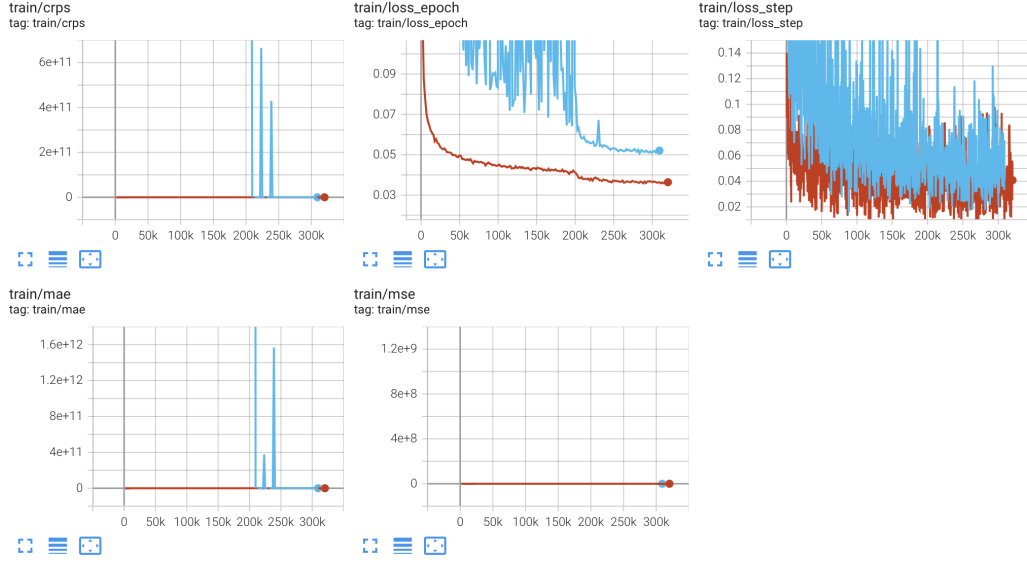 train/crps
tag: train/crps
6e+11
4e+11
2e+11
0
0 50k 100k 150k 200k 250k 300k
train/loss_epoch
tag: train/loss_epoch
0.09
0.07
0.05
0.03
0 50k 100k 150k 200k 250k 300k
train/loss_step
tag: train/loss_step
0.14
0.12
0.1
0.08
0.06
0.04
0.02
0 50k 100k 150k 200k 250k 300k
train/mae
tag: train/mae
1.6e+12
1.2e+12
8e+11
4e+11
0
0 50k 100k 150k 200k 250k 300k
train/mse
tag: train/mse
1.2e+9
8e+8
4e+8
0
0 50k 100k 150k 200k 250k 300k